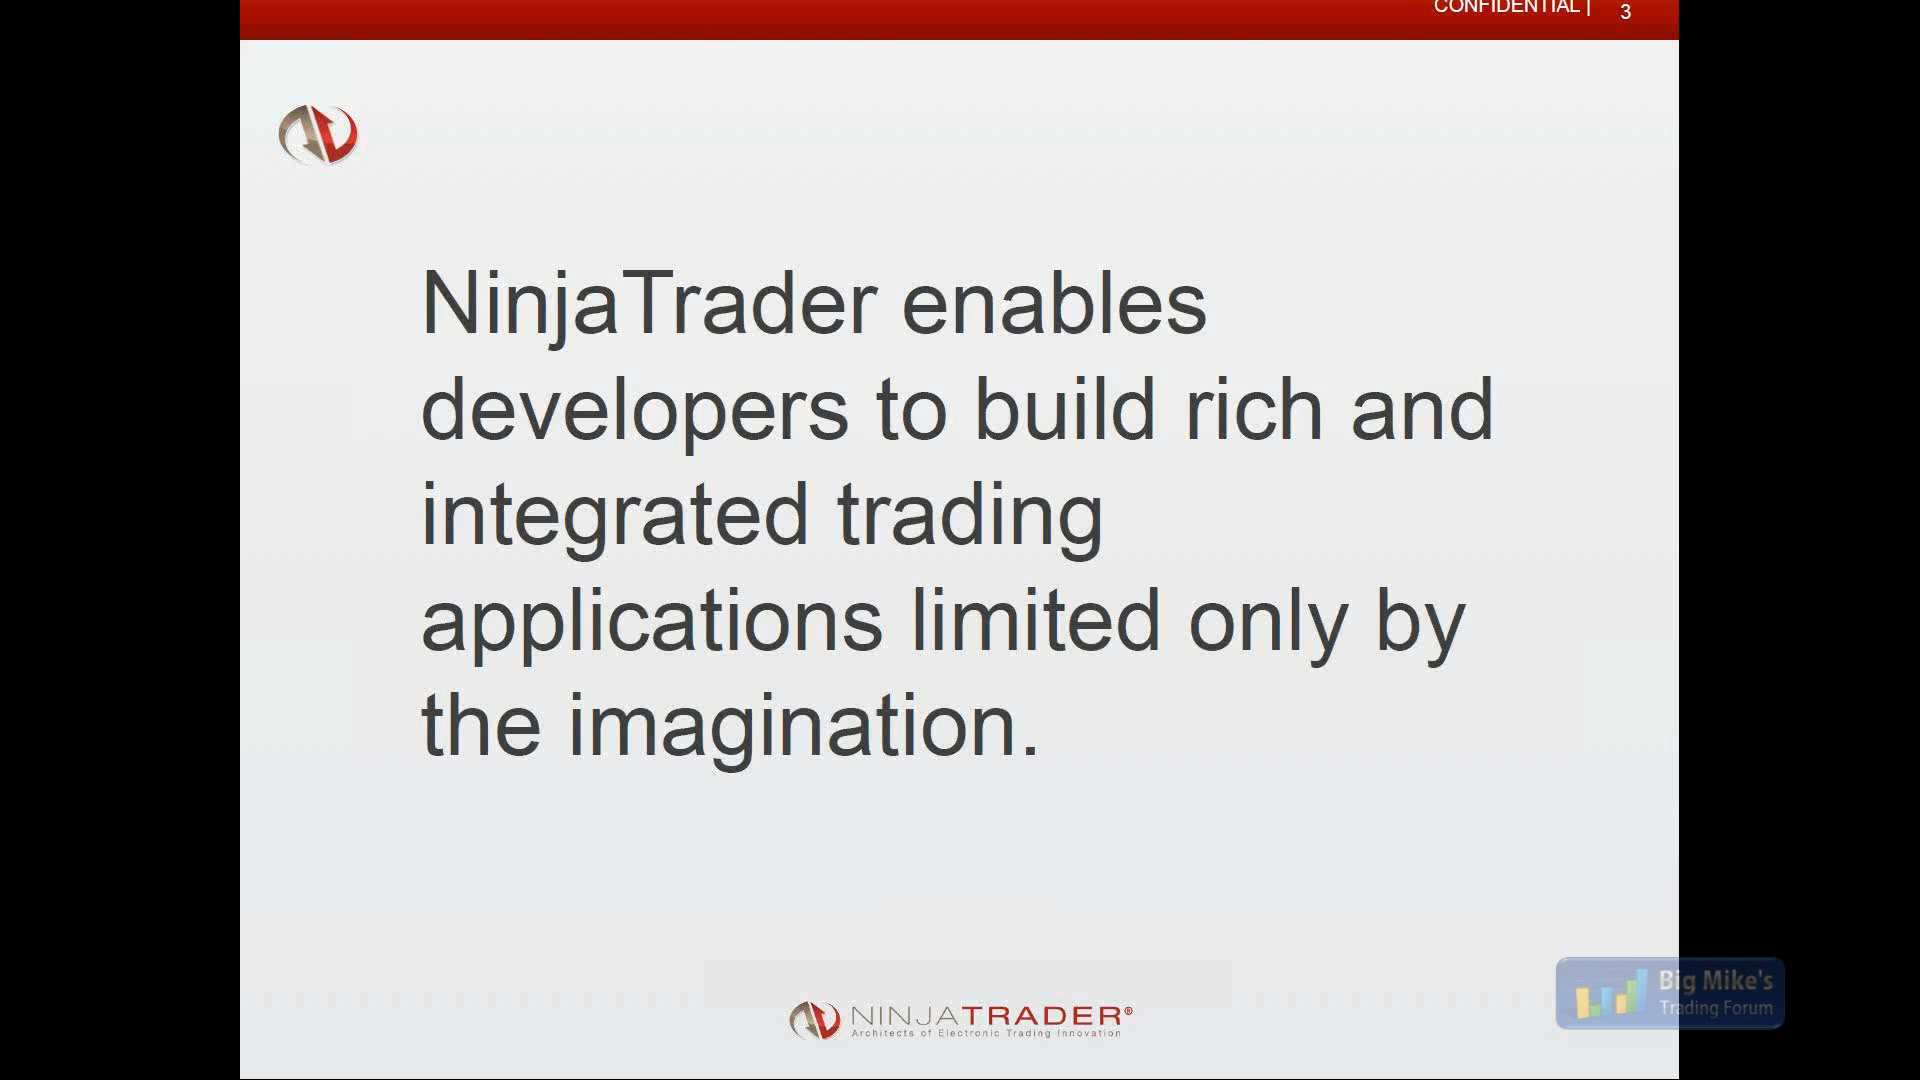 CONFIDENTIAL |
3
NinjaTrader enables
developers to build rich and
integrated trading
applications limited only by
the imagination.
NINJATRADER®
Architects of Electronic Trading Innovation
Big Mike's
Trading Forum